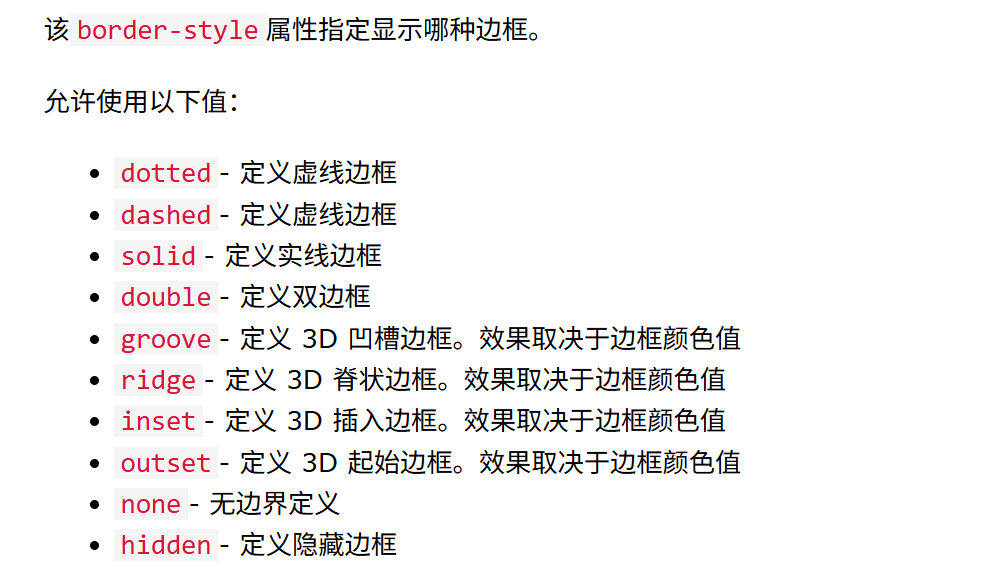 该 border-style 属性指定显示哪种边框。
允许使用以下值：
• dotted - 定义虚线边框
• dashed - 定义虚线边框
• solid - 定义实线边框
• double - 定义双边框
• groove - 定义 3D 凹槽边框。效果取决于边框颜色值
• ridge - 定义 3D 脊状边框。效果取决于边框颜色值
• inset - 定义 3D 插入边框。效果取决于边框颜色值
• outset - 定义 3D 起始边框。效果取决于边框颜色值
• none - 无边界定义
• hidden - 定义隐藏边框